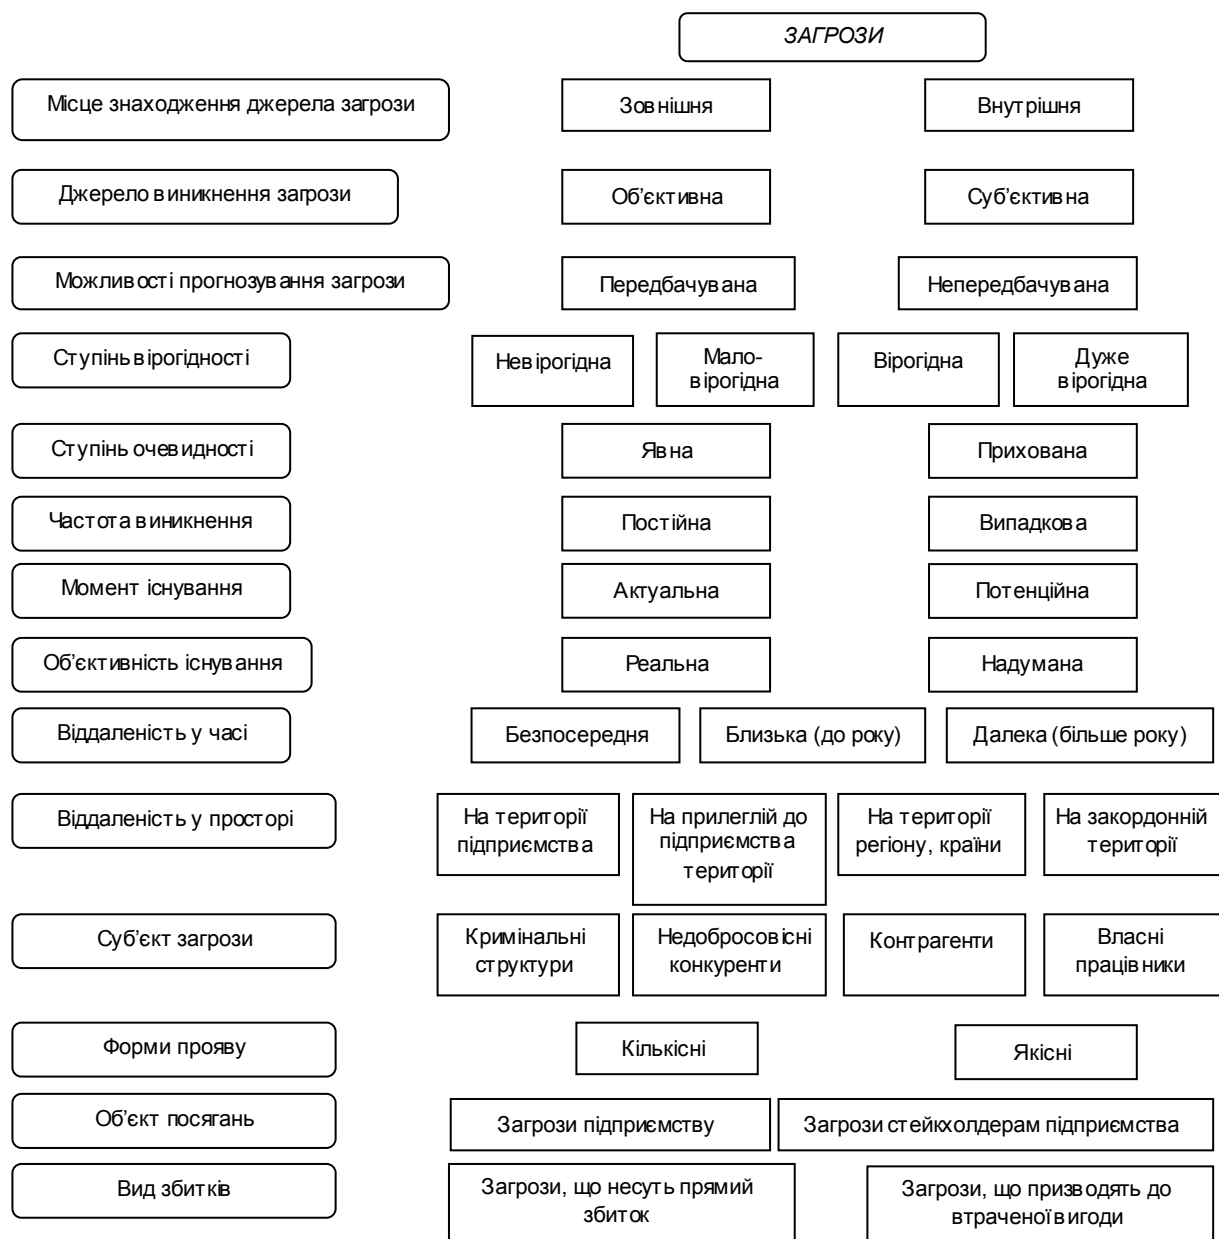 ЗАГРОЗИ
Місце знаходження джерела загрози
Зовнішня
Внутрішня
Джерело виникнення загрози
Об’єктивна
Суб’єктивна
Можливості прогнозування загрози
Передбачувана
Непередбачувана
Ступінь вірогідності
Невірогідна
Мало-
вірогідна
Вірогідна
Дуже
вірогідна
Ступінь очевидності
Явна
Прихована
Частота виникнення
Постійна
Випадкова
Момент існування
Актуальна
Потенційна
Об’єктивність існування
Реальна
Надумана
Віддаленість у часі
Безпосередня
Близька (до року)
Далека (більше року)
Віддаленість у просторі
На території
підприємства
На прилеглій до
підприємства
території
На території
регіону, країни
На закордонній
території
Суб’єкт загрози
Кримінальні
структури
Недобросовісні
конкуренти
Контрагенти
Власні
працівники
Форми прояву
Кількісні
Якісні
Об’єкт посягань
Загрози підприємству
Загрози стейкхолдерам підприємства
Вид збитків
Загрози, що несуть прямий
збиток
Загрози, що призводять до
втраченої вигоди